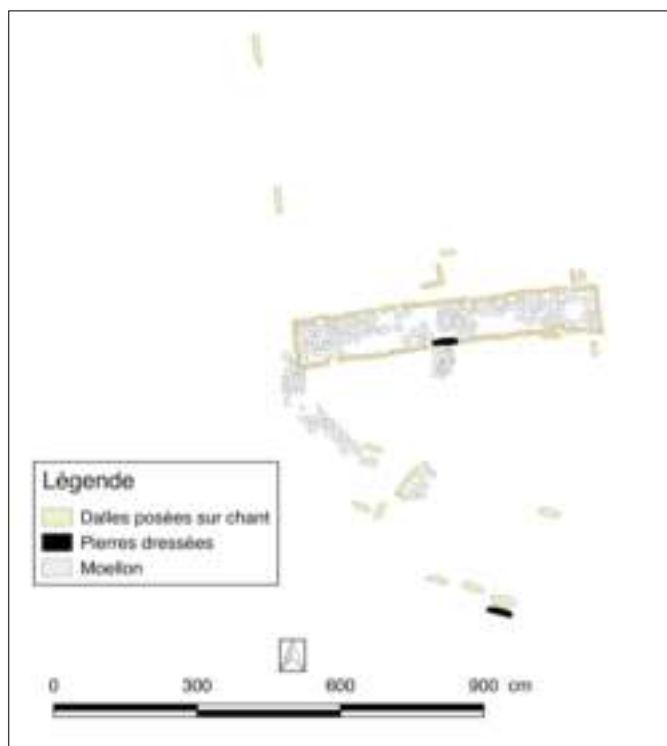 Légende
Dalles posées sur chant
Pierres dressées
Moellon
0 300 600 900 cm